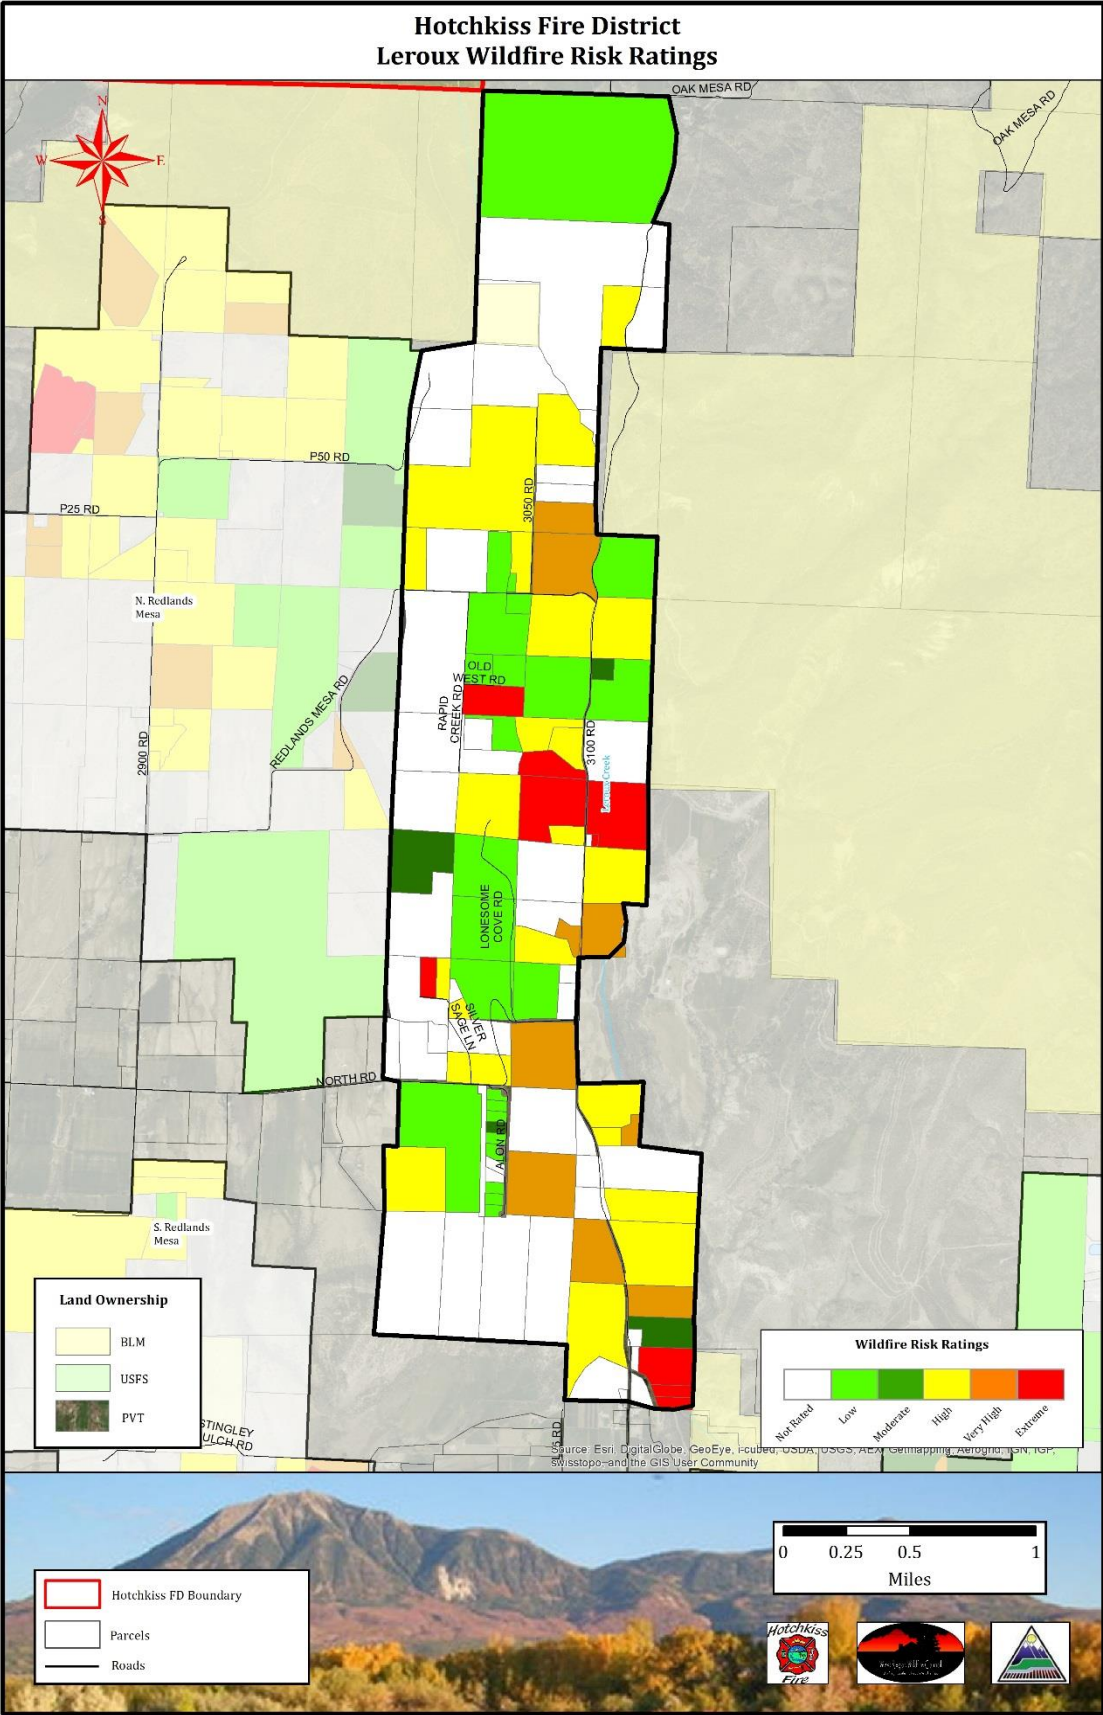 Hotchkiss Fire District
Leroux Wildfire Risk Ratings
OAK MESA RD
OAK MESA RD
N
W
E
S
P50 RD
3050 RD
P25 RD
N. Redlands
Mesa
OLD
WEST RD
RAPID
CREEK RD
REDLANDS MESA RD
2900 RD
3100 RD
Leroux Creek
LONESOME
COVE RD
SILVER
SAGE LN
NORTH RD
ALON RD
S. Redlands
Mesa
Land Ownership
BLM
USFS
PVT
Wildfire Risk Ratings
Not Rated
Low
Moderate
High
Very High
Extreme
STINGLEY
ULCH RD
RD
Source: Esri, DigitalGlobe, GeoEye, i-cubed, USDA, USGS, AEX, Getmapping, Aerogrid, IGN, IGP,
swisstopo, and the GIS User Community
Hotchkiss FD Boundary
Parcels
Roads
0 0.25 0.5 1
Miles
Hotchkiss
Fire